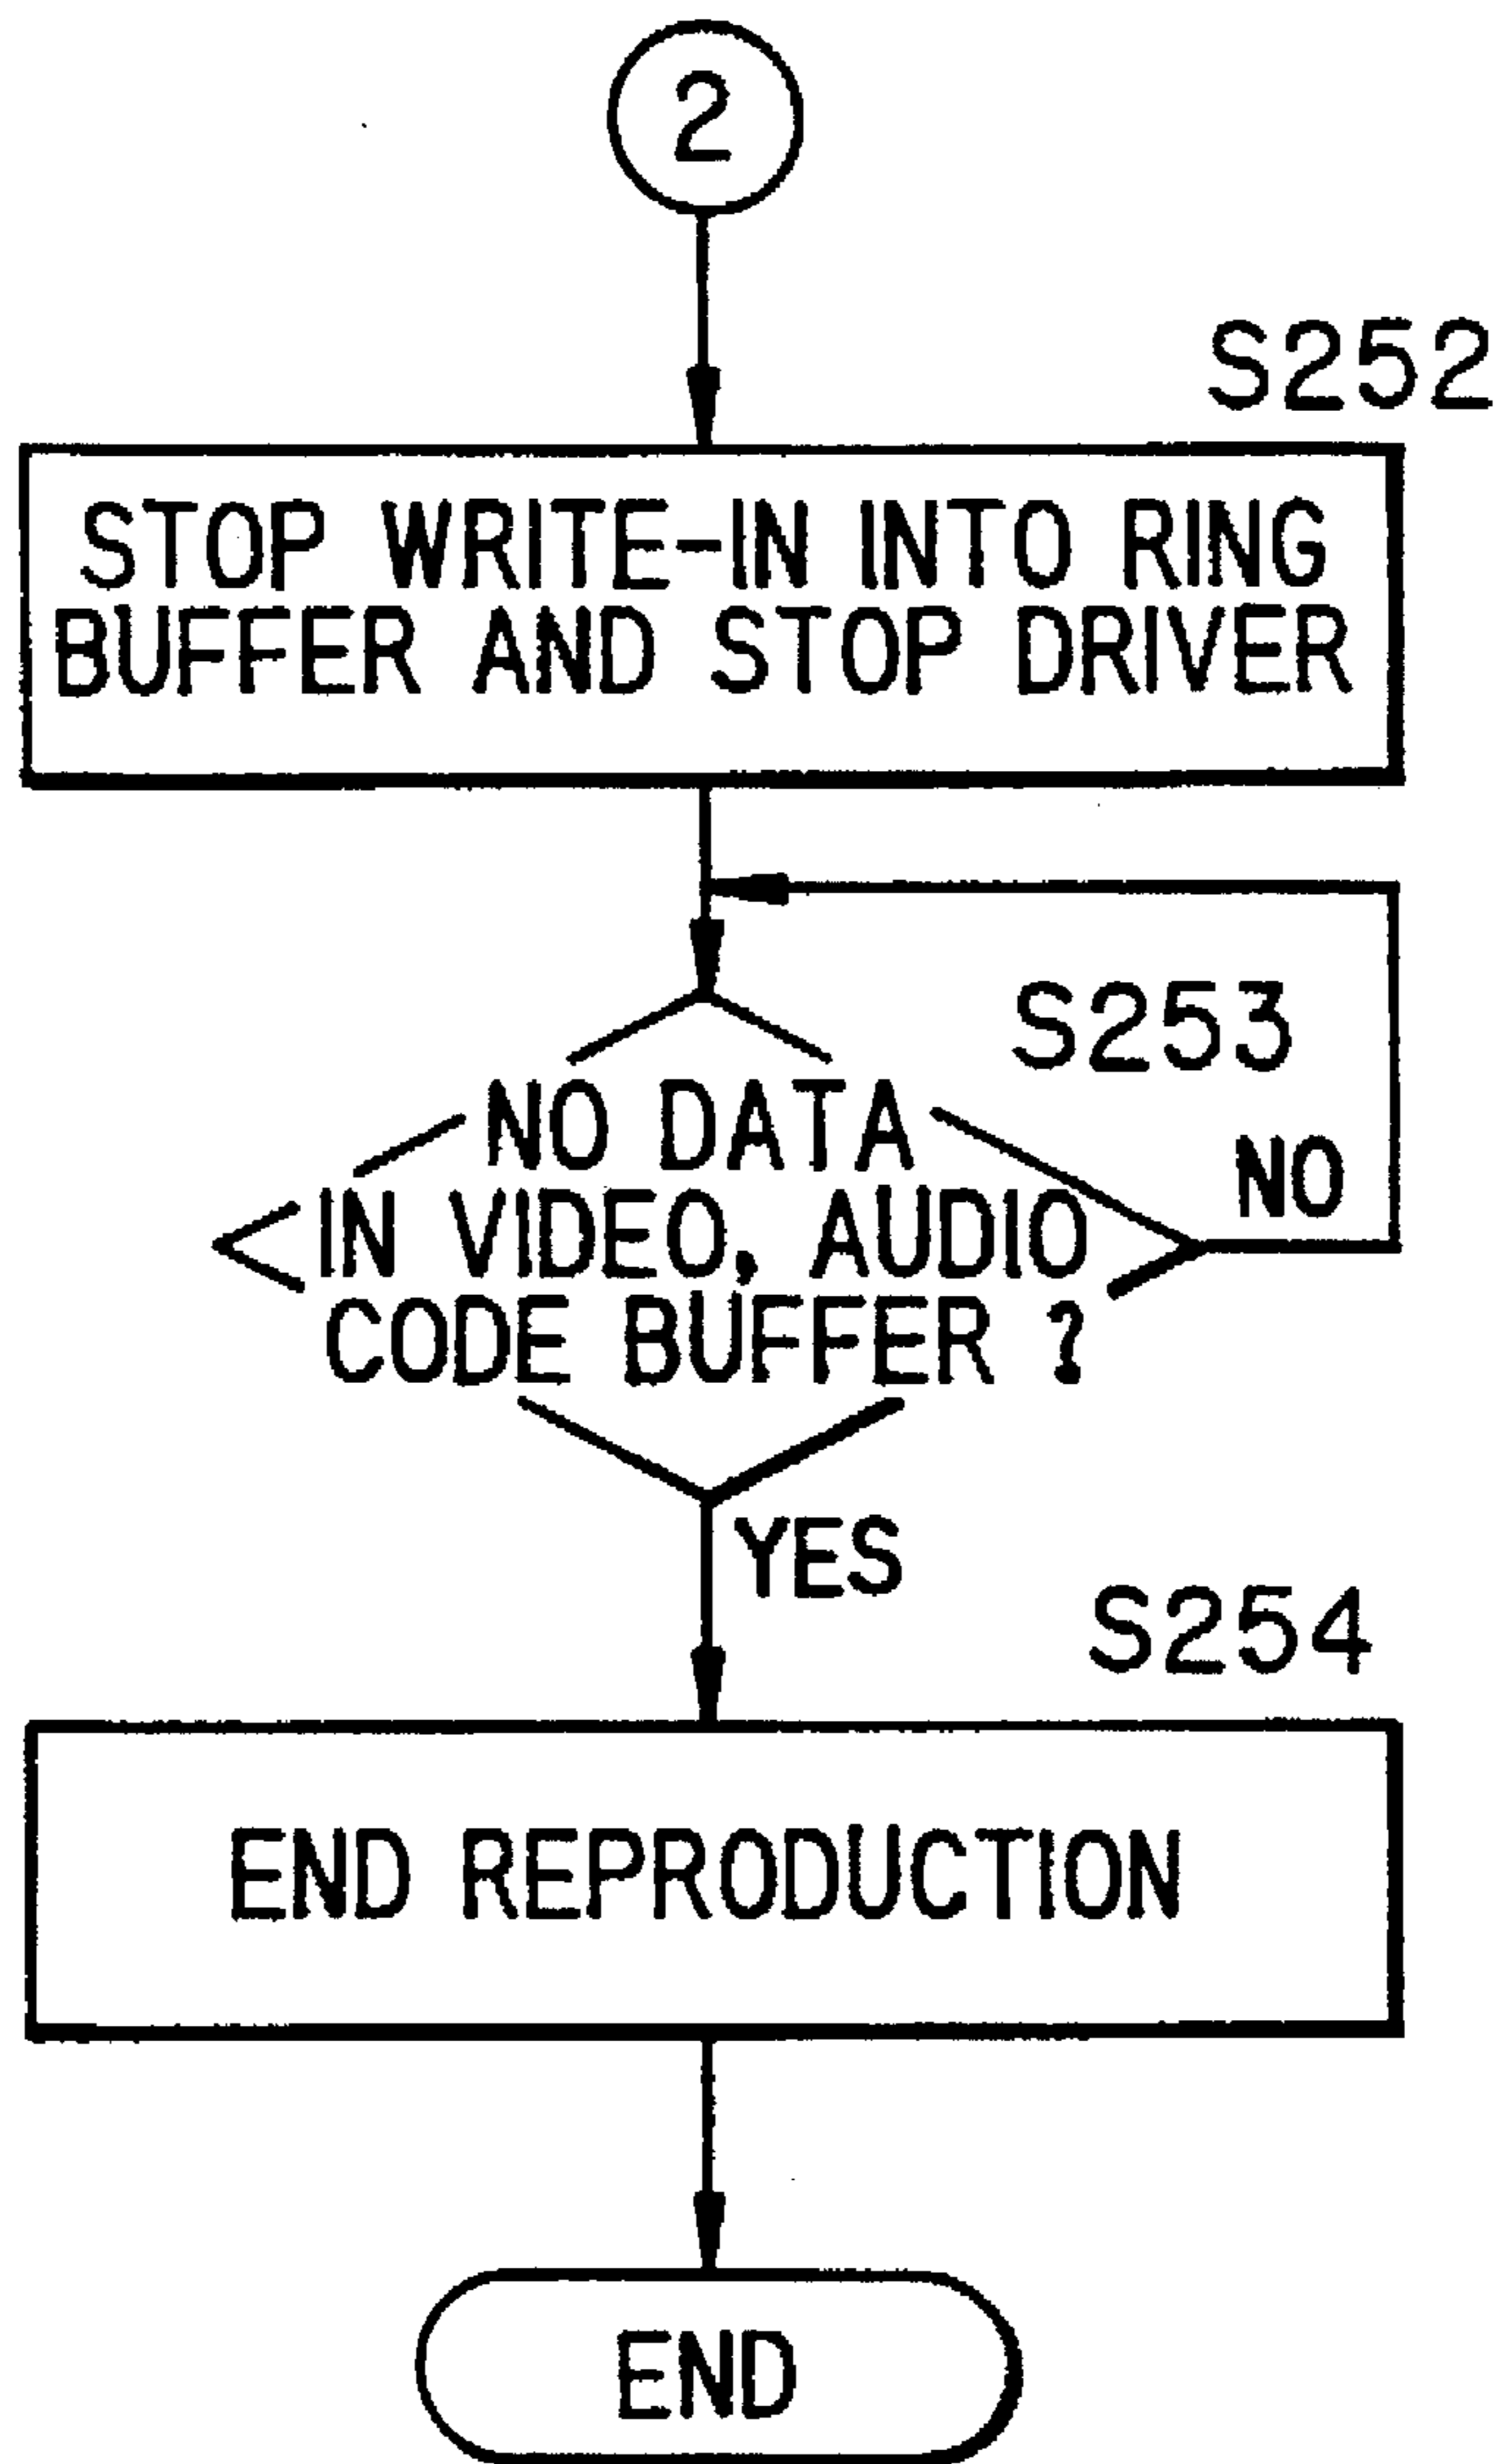 2
S252
STOP WRITE-IN INTO RING
BUFFER AND STOP DRIVER
S253
NO DATA
IN VIDEO, AUDIO
CODE BUFFER ?
NO
YES
S254
END REPRODUCTION
END